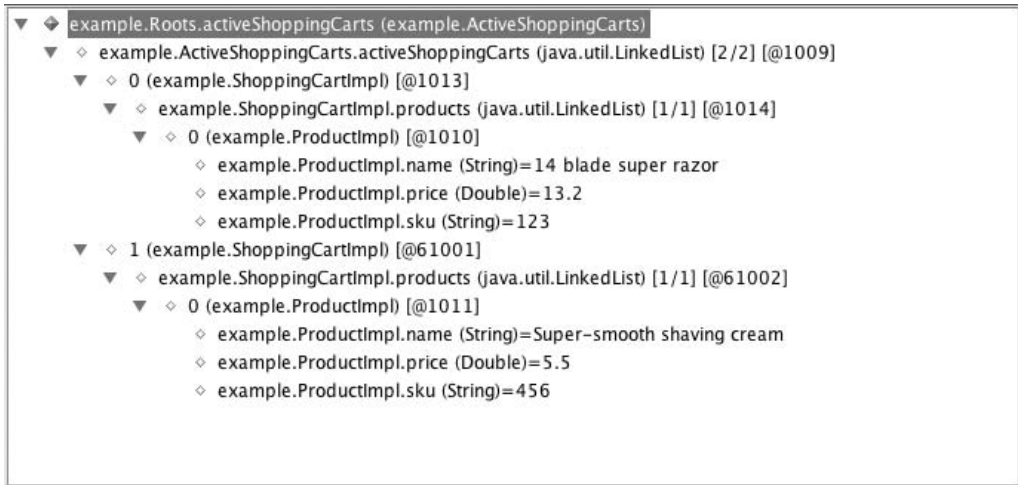 example.Roots.activeShoppingCarts (example.ActiveShoppingCarts)
example.ActiveShoppingCarts.activeShoppingCarts (java.util.LinkedList) [2/2] [@1009]
0 (example.ShoppingCartImpl) [@1013]
example.ShoppingCartImpl.products (java.util.LinkedList) [1/1] [@1014]
0 (example.ProductImpl) [@1010]
example.ProductImpl.name (String)=14 blade super razor
example.ProductImpl.price (Double)=13.2
example.ProductImpl.sku (String)=123
1 (example.ShoppingCartImpl) [@61001]
example.ShoppingCartImpl.products (java.util.LinkedList) [1/1] [@61002]
0 (example.ProductImpl) [@1011]
example.ProductImpl.name (String)=Super-smooth shaving cream
example.ProductImpl.price (Double)=5.5
example.ProductImpl.sku (String)=456